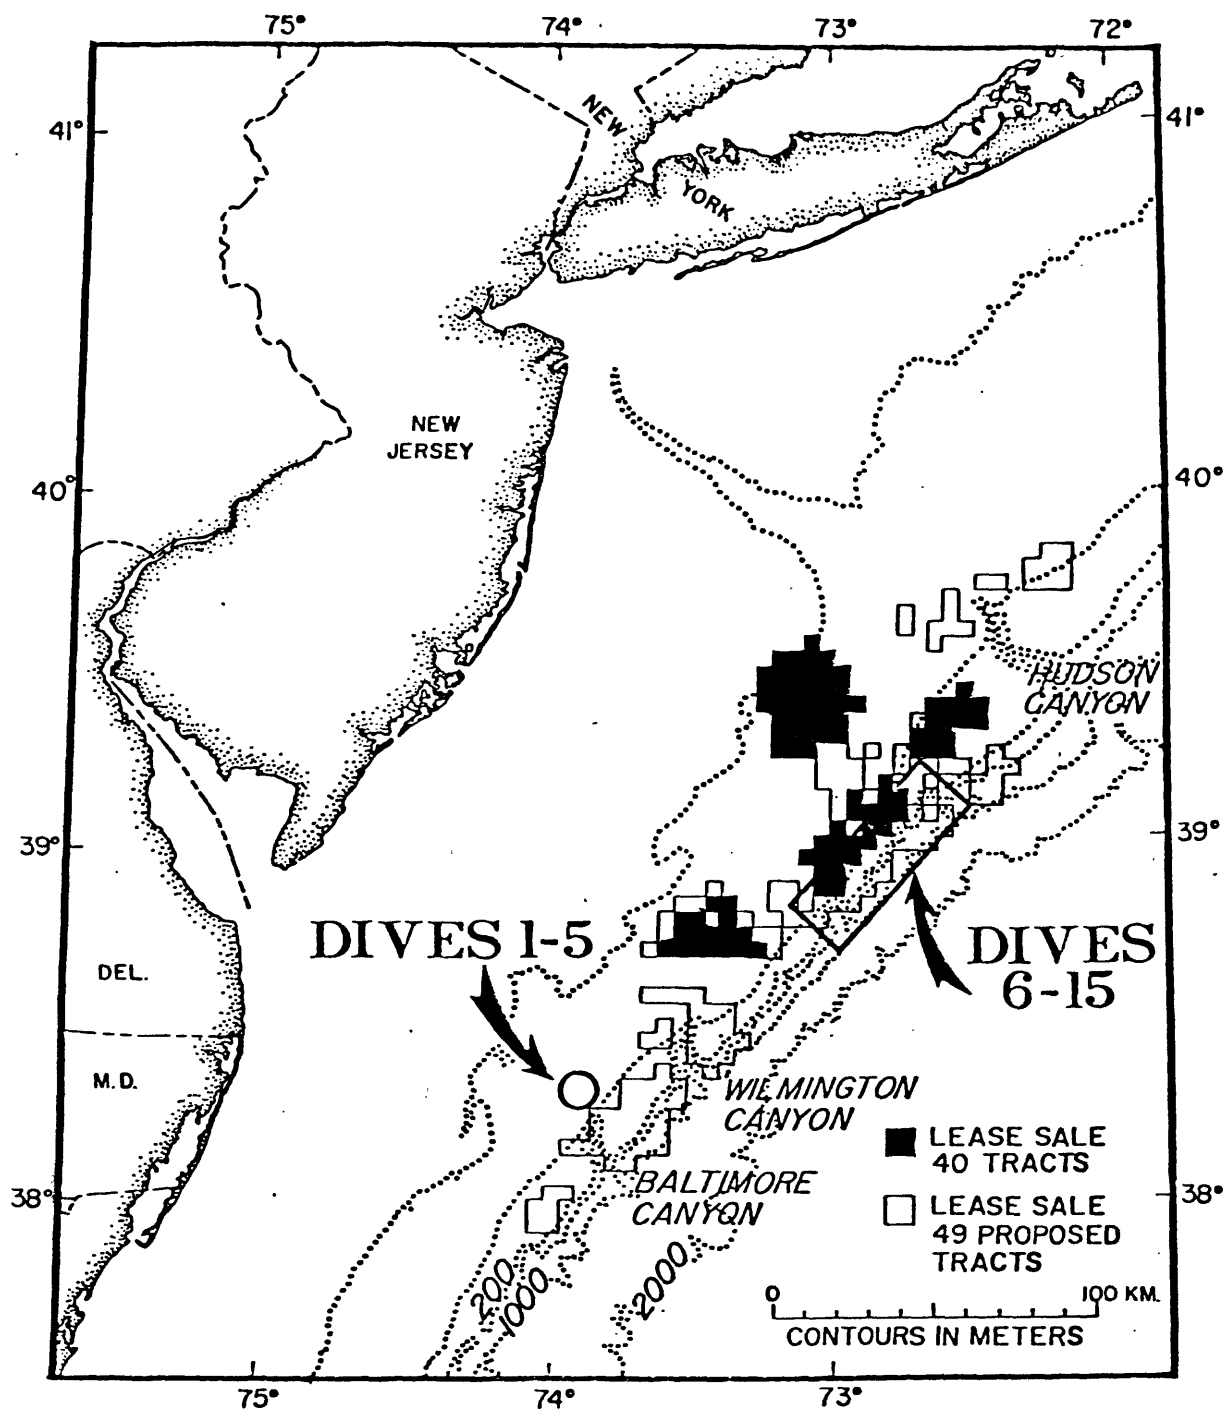 75° 74° 73° 72°
41° 41°
NEW
YORK
NEW
JERSEY
40° 40°
HUDSON
CANYON
39° 39°
DIVES 1-5
DIVES
6-15
DEL.
M.D.
WILMINGTON
CANYON
LEASE SALE
40 TRACTS
BALTIMORE
CANYON
38° 38°
LEASE SALE
49 PROPOSED
TRACTS
200
1000
2000
0 100 KM.
CONTOURS IN METERS
75° 74° 73°